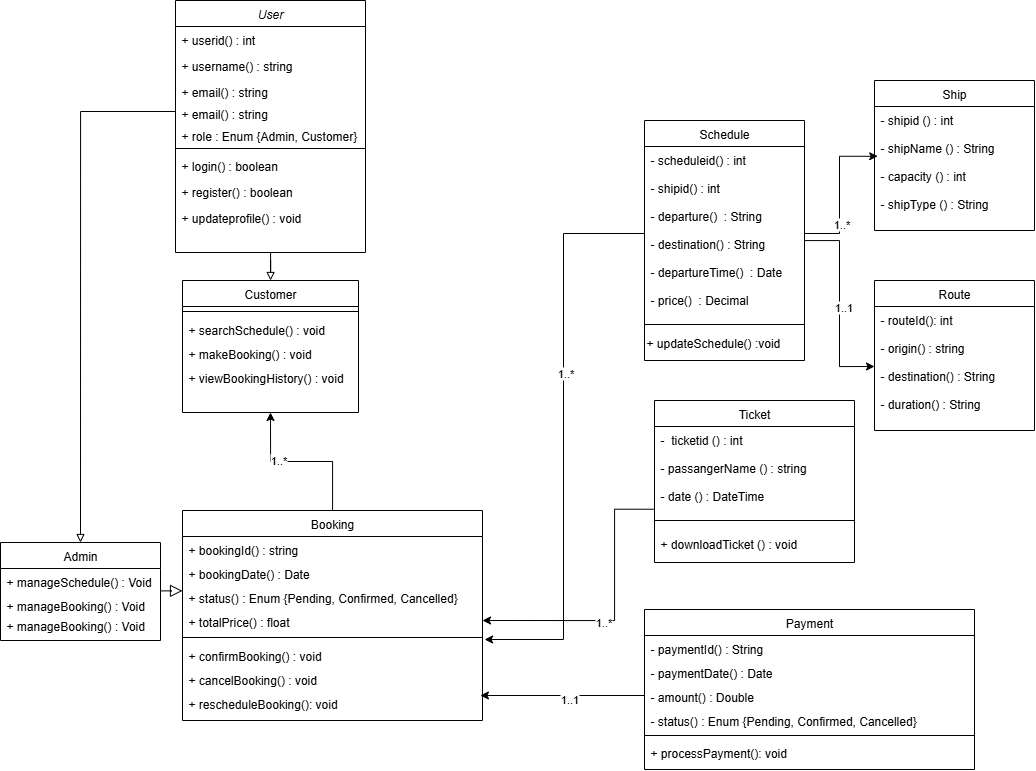 User
+ userid() : int
+ username() : string
+ email() : string
+ email() : string
+ role : Enum {Admin, Customer}
+ login() : boolean
+ register() : boolean
+ updateprofile() : void
Customer
+ searchSchedule() : void
+ makeBooking() : void
+ viewBookingHistory() : void
1..*
Admin
+ manageSchedule() : Void
+ manageBooking() : Void
+ manageBooking() : Void
Booking
+ bookingId() : string
+ bookingDate() : Date
+ status() : Enum {Pending, Confirmed, Cancelled}
+ totalPrice() : float
+ confirmBooking() : void
+ cancelBooking() : void
+ rescheduleBooking(): void
1..*
1..*
1..1
Schedule
- scheduleid() : int
- shipid() : int
- departure() : String
- destination() : String
- departureTime() : Date
- price() : Decimal
+ updateSchedule() :void
1..*
1..1
Ship
- shipid () : int
- shipName () : String
- capacity () : int
- shipType () : String
Route
- routeId(): int
- origin() : string
- destination() : String
- duration() : String
Ticket
- ticketid () : int
- passangerName () : string
- date () : DateTime
+ downloadTicket () : void
Payment
- paymentId() : String
- paymentDate() : Date
- amount() : Double
- status() : Enum {Pending, Confirmed, Cancelled}
+ processPayment(): void